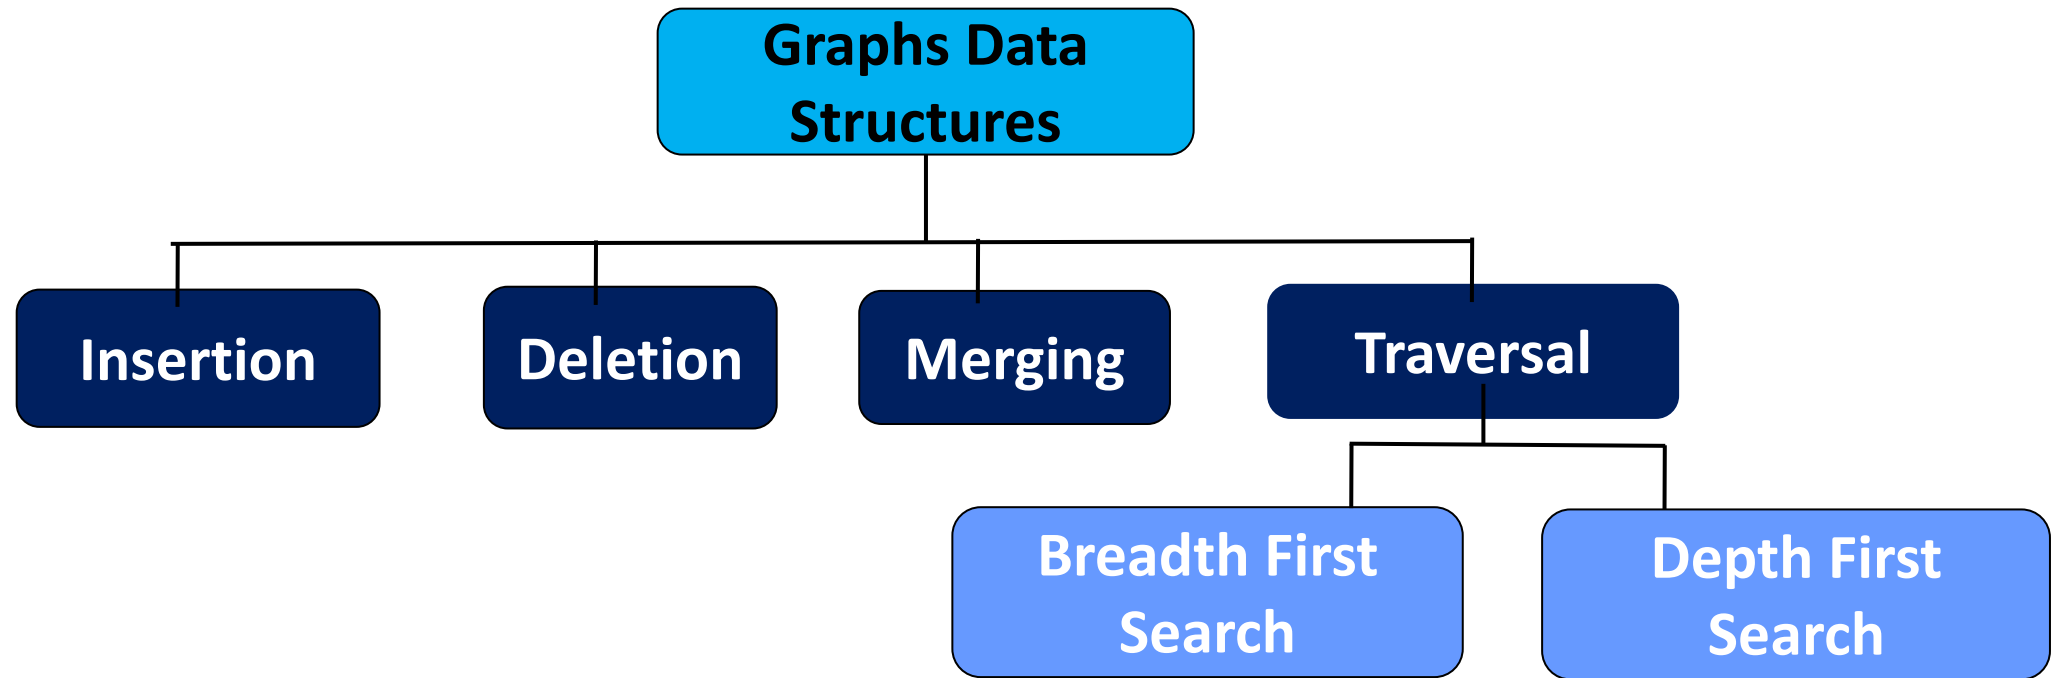 Graphs Data
Structures
Insertion
Deletion
Merging
Traversal
Breadth First
Search
Depth First
Search